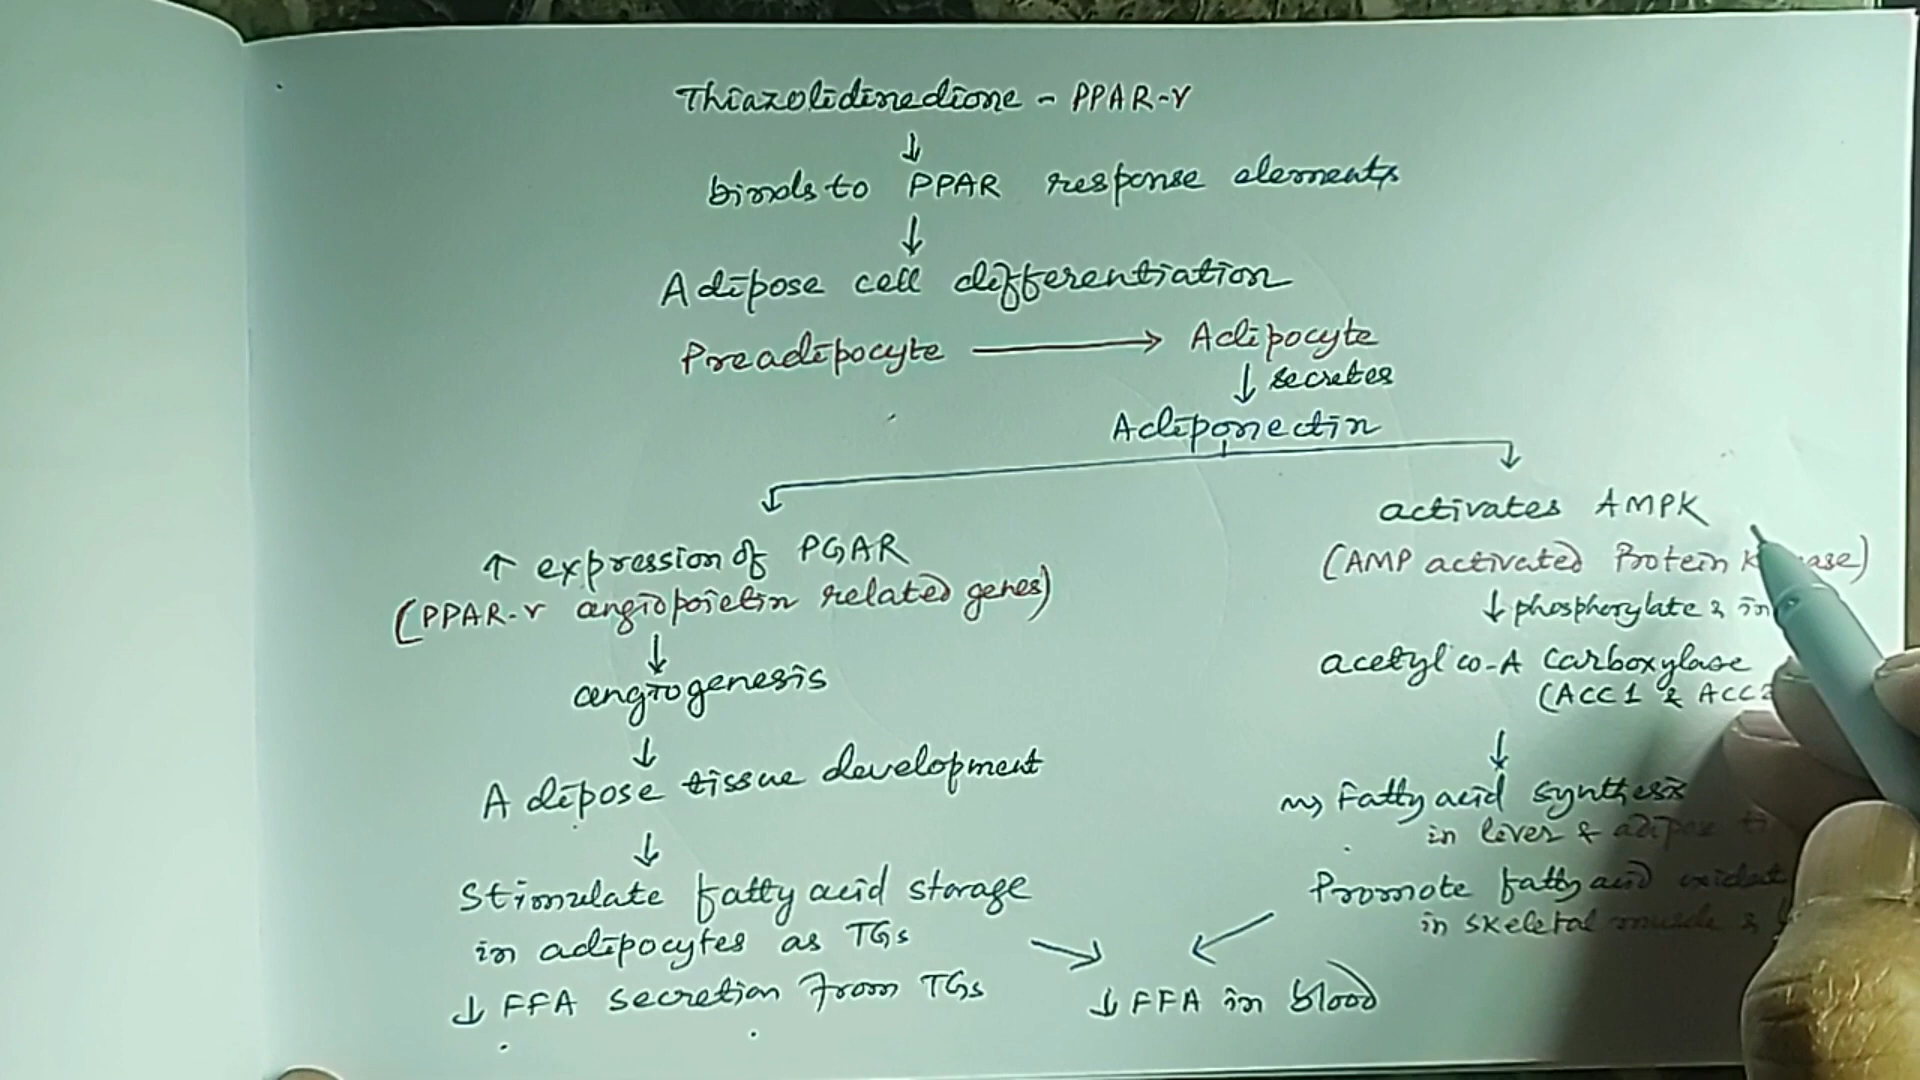 Thiazolidinedione - PPAR-γ
↓
binds to PPAR response elements
↓
Adipose cell differentiation
Preadipocyte → Adipocyte
↓ secretes
Adiponectin
↑ expression of PGAR
(PPAR-γ angiopoietin related genes)
↓
angiogenesis
↓
Adipose tissue development
↓
Stimulate fatty acid storage
in adipocytes as TGs
↓ FFA secretion from TGs
activates AMPK
(AMP activated Protein
↓ phosphorylate &
acetyl co-A carboxylase
(ACC1 & ACC2
↓
Fatty acid synthesis
in liver & adipose
Promote fatty acid
in skeletal muscle &
↓ FFA in blood